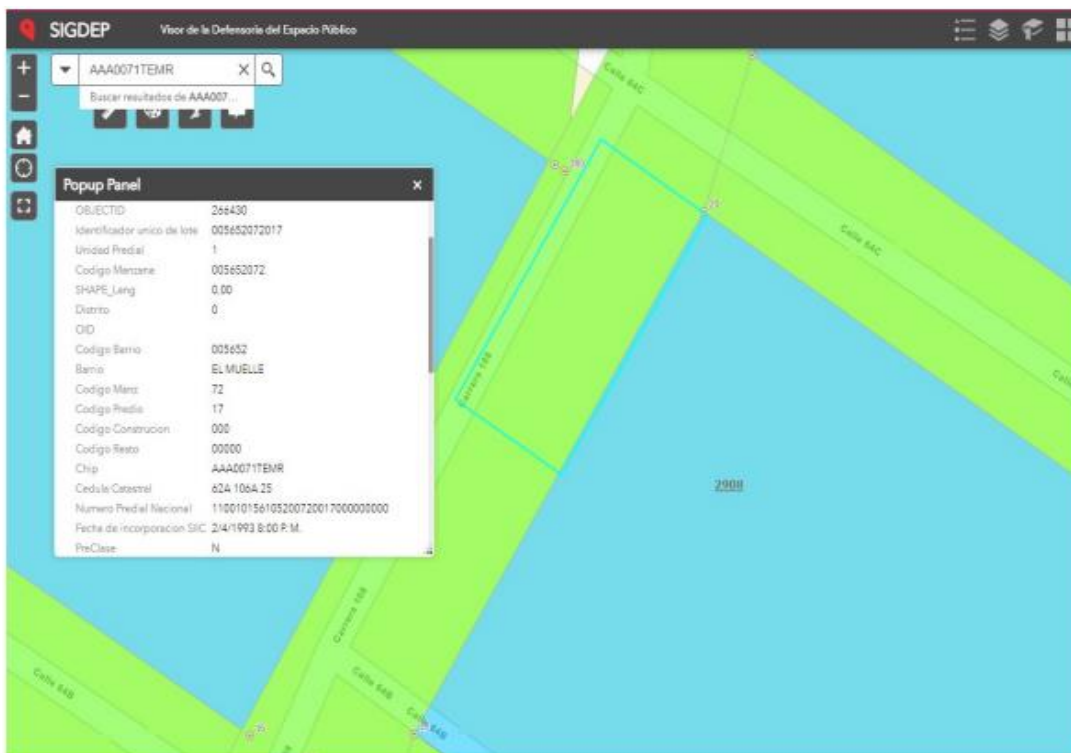 SIGDEP
Visor de la Defensoría del Espacio Público
AAA0071TEMR
Buscar resultados de AAA007...
Popup Panel
OBJECTID 266430
Identificador unico de lote 005652072017
Unidad Predial 1
Codigo Manzana 005652072
SHAPE_Leng 0.00
Distrito 0
OID
Codigo Barrio 005652
Barrio EL MUELLE
Codigo Manz 72
Codigo Predio 17
Codigo Construcion 000
Codigo Resto 00000
Chip AAA0071TEMR
Cedula Catastral 62A 106A 25
Numero Predial Nacional
Fecha de incorporacion SIIC 2/4/1993 8:00 P. M.
PreClase N
Calle 64C
Calle 64C
Carrera 108
2908
Carrera 108
Calle 64B
Calle 64B
Calle 64B